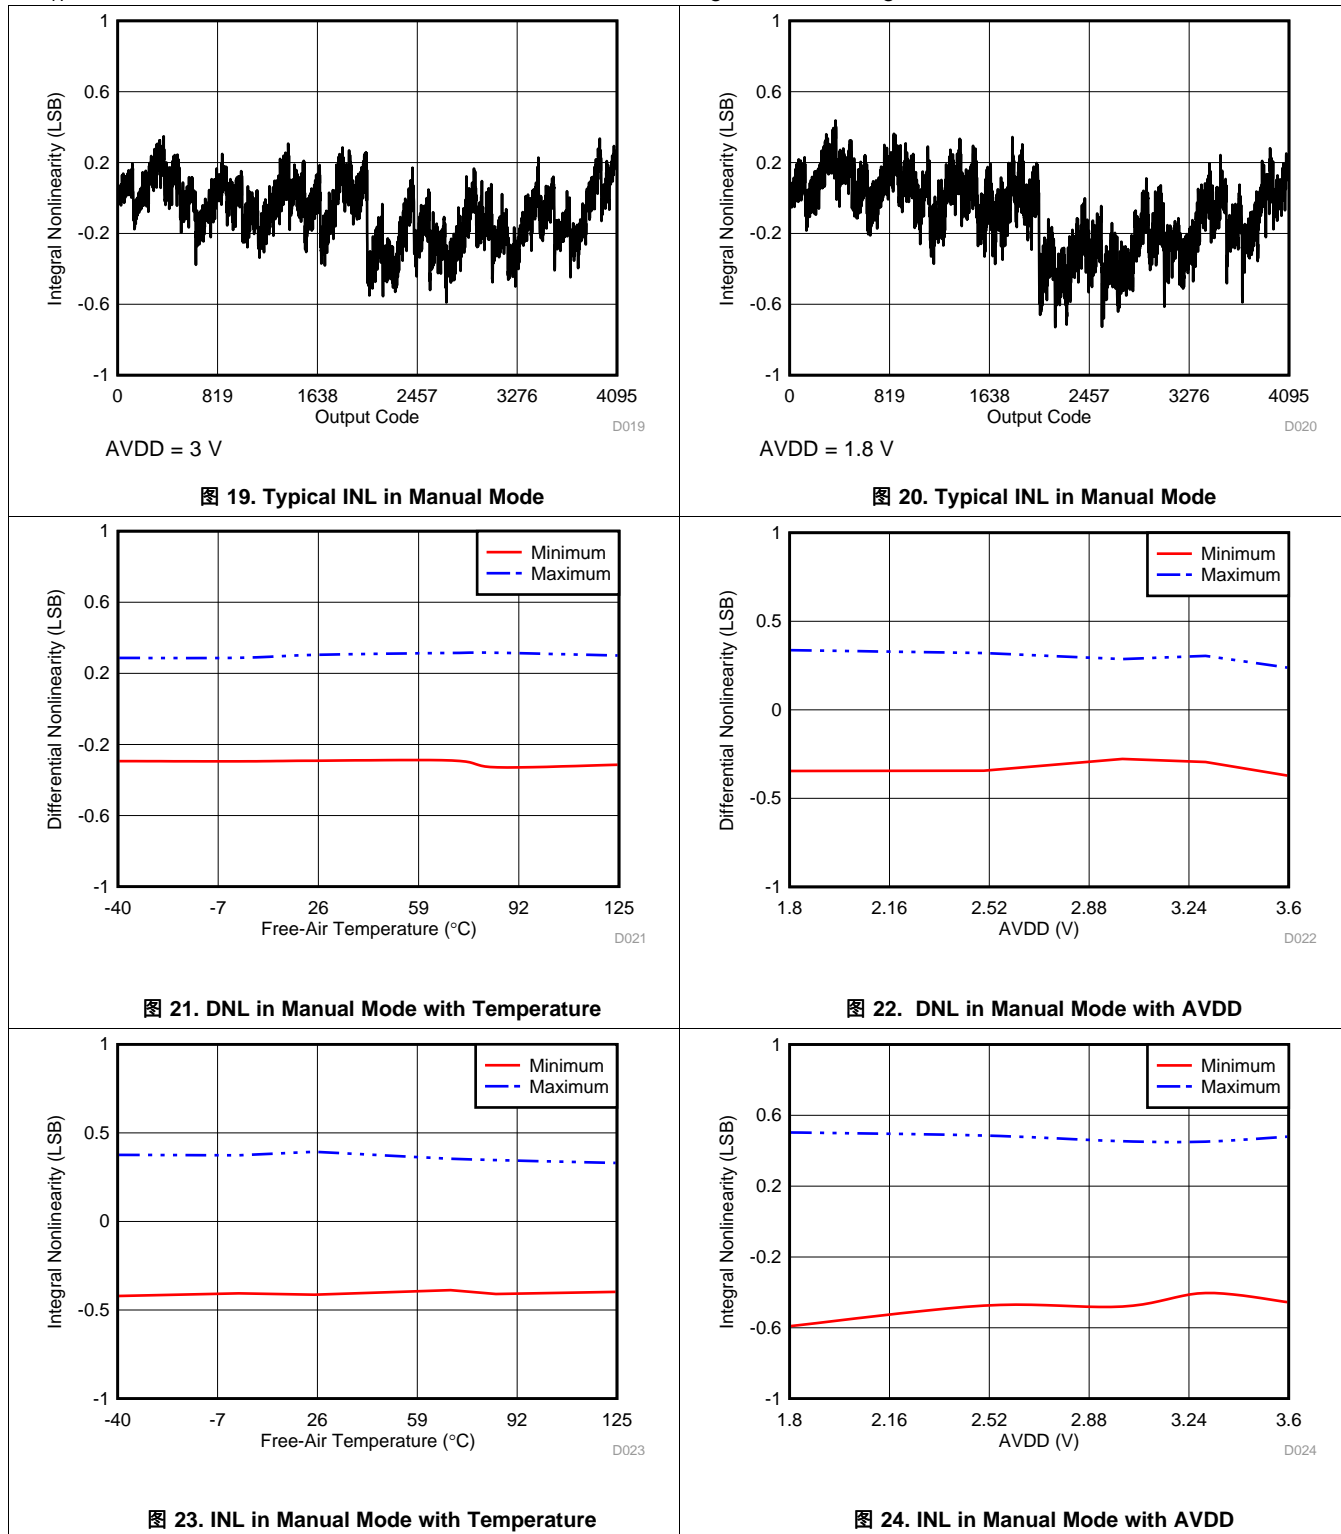 1
0.6
0.2
-0.2
-0.6
-1
Integral Nonlinearity (LSB)
0 819 1638 2457 3276 4095
Output Code
D019
AVDD = 3 V
图 19. Typical INL in Manual Mode
1
0.6
0.2
-0.2
-0.6
-1
Integral Nonlinearity (LSB)
0 819 1638 2457 3276 4095
Output Code
D020
AVDD = 1.8 V
图 20. Typical INL in Manual Mode
1
0.6
0.2
-0.2
-0.6
-1
Differential Nonlinearity (LSB)
Minimum
Maximum
-40 -7 26 59 92 125
Free-Air Temperature (°C)
D021
图 21. DNL in Manual Mode with Temperature
1
0.5
0
-0.5
-1
Differential Nonlinearity (LSB)
Minimum
Maximum
1.8 2.16 2.52 2.88 3.24 3.6
AVDD (V)
D022
图 22. DNL in Manual Mode with AVDD
1
0.5
0
-0.5
-1
Integral Nonlinearity (LSB)
Minimum
Maximum
-40 -7 26 59 92 125
Free-Air Temperature (°C)
D023
图 23. INL in Manual Mode with Temperature
1
0.6
0.2
-0.2
-0.6
-1
Integral Nonlinearity (LSB)
Minimum
Maximum
1.8 2.16 2.52 2.88 3.24 3.6
AVDD (V)
D024
图 24. INL in Manual Mode with AVDD